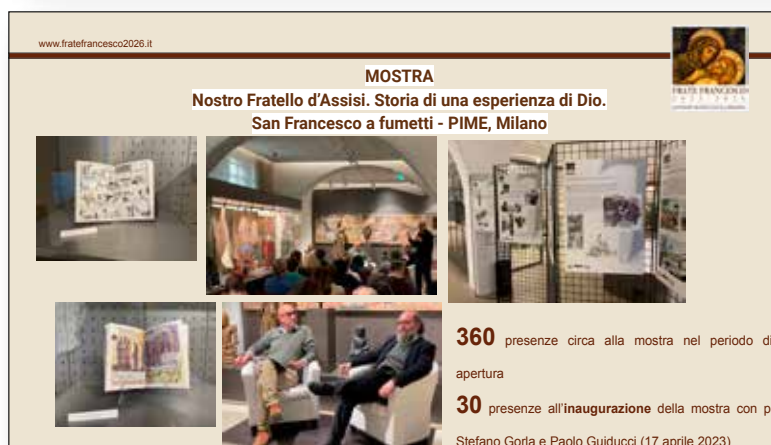 www.fratefrancesco2026.it
MOSTRA
Nostro Fratello d’Assisi. Storia di una esperienza di Dio.
San Francesco a fumetti - PIME, Milano
FRATE FRANCESCO
360 presenze circa alla mostra nel periodo di
apertura
30 presenze all’inaugurazione della mostra con p
Stefano Gorla e Paolo Guiducci (17 aprile 2023)